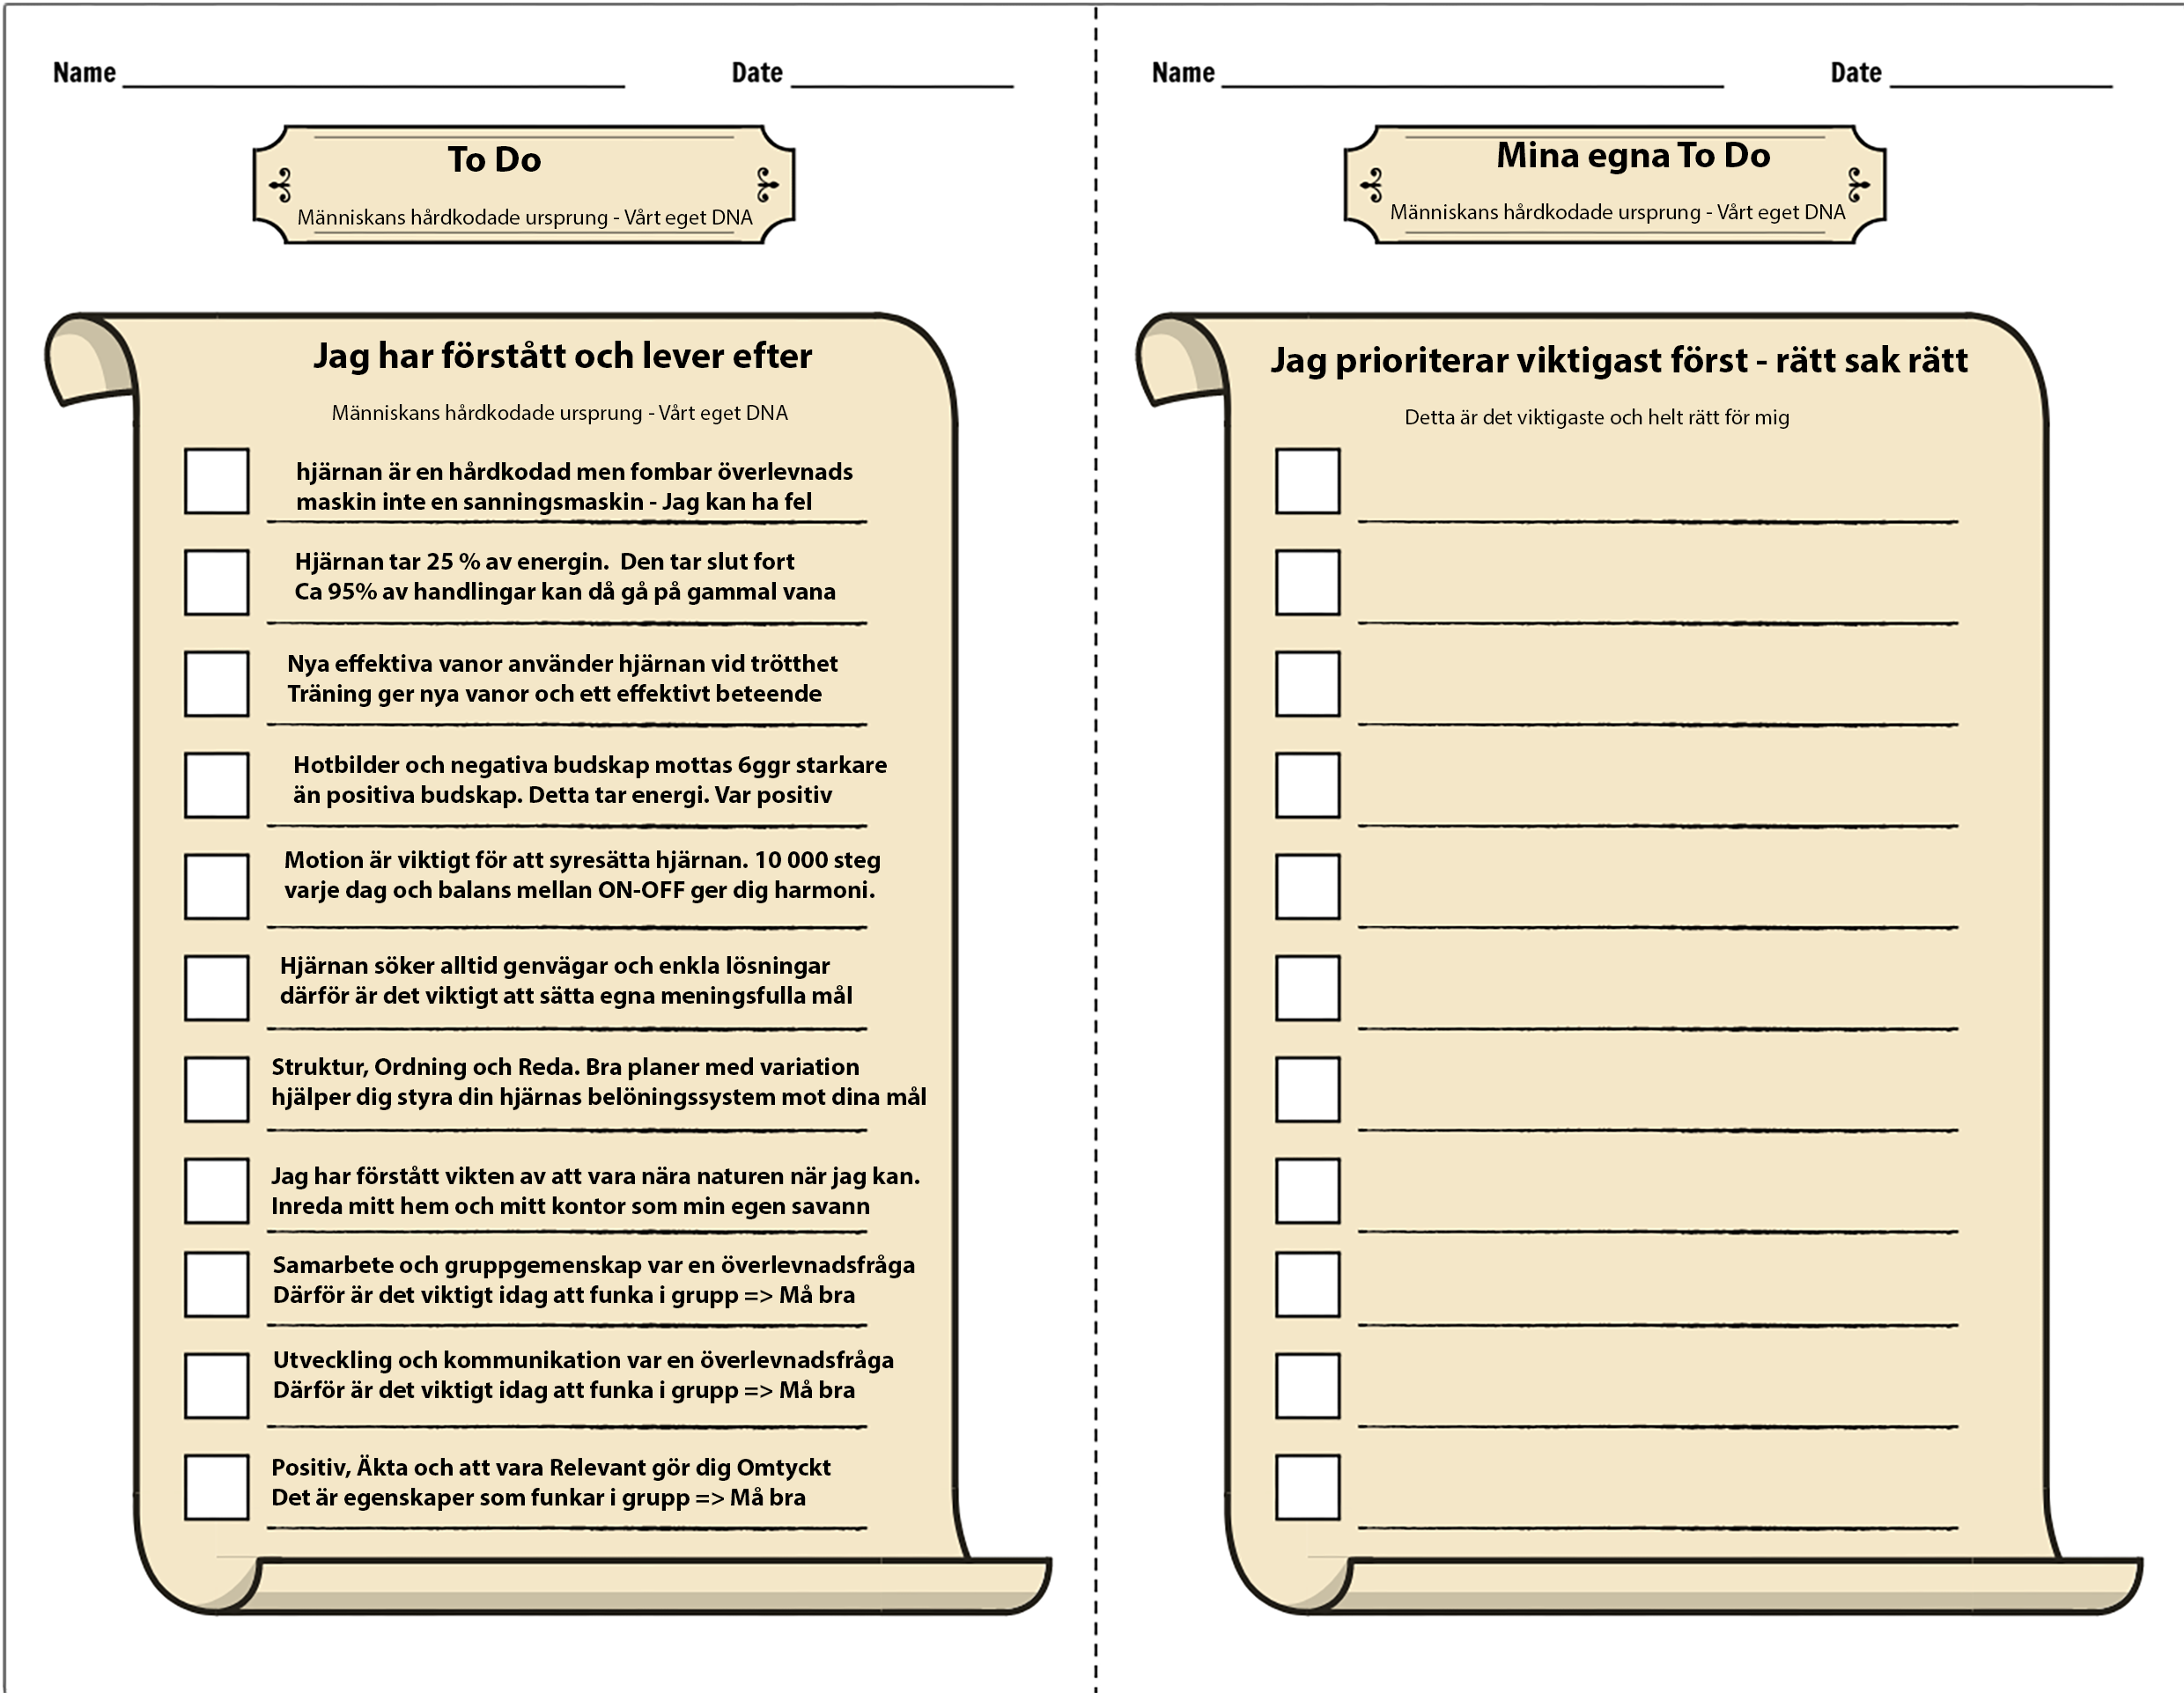 Name Date
To Do
Människans hårdkodade ursprung - Vårt eget DNA
Jag har förstått och lever efter
Människans hårdkodade ursprung - Vårt eget DNA
hjärnan är en hårdkodad men fombar överlevnads
maskin inte en sanningsmaskin - Jag kan ha fel
Hjärnan tar 25 % av energin. Den tar slut fort
Ca 95% av handlingar kan då gå på gammal vana
Nya effektiva vanor använder hjärnan vid trötthet
Träning ger nya vanor och ett effektivt beteende
Hotbilder och negativa budskap mottas 6ggr starkare
än positiva budskap. Detta tar energi. Var positiv
Motion är viktigt för att syresätta hjärnan. 10 000 steg
varje dag och balans mellan ON-OFF ger dig harmoni.
Hjärnan söker alltid genvägar och enkla lösningar
därför är det viktigt att sätta egna meningsfulla mål
Struktur, Ordning och Reda. Bra planer med variation
hjälper dig styra din hjärnas belöningssystem mot dina mål
Jag har förstått vikten av att vara nära naturen när jag kan.
Inreda mitt hem och mitt kontor som min egen savann
Samarbete och gruppgemenskap var en överlevnadsfråga
Därför är det viktigt idag att funka i grupp => Må bra
Utveckling och kommunikation var en överlevnadsfråga
Därför är det viktigt idag att funka i grupp => Må bra
Positiv, Äkta och att vara Relevant gör dig Omtyckt
Det är egenskaper som funkar i grupp => Må bra
Name Date
Mina egna To Do
Människans hårdkodade ursprung - Vårt eget DNA
Jag prioriterar viktigast först - rätt sak rätt
Detta är det viktigaste och helt rätt för mig